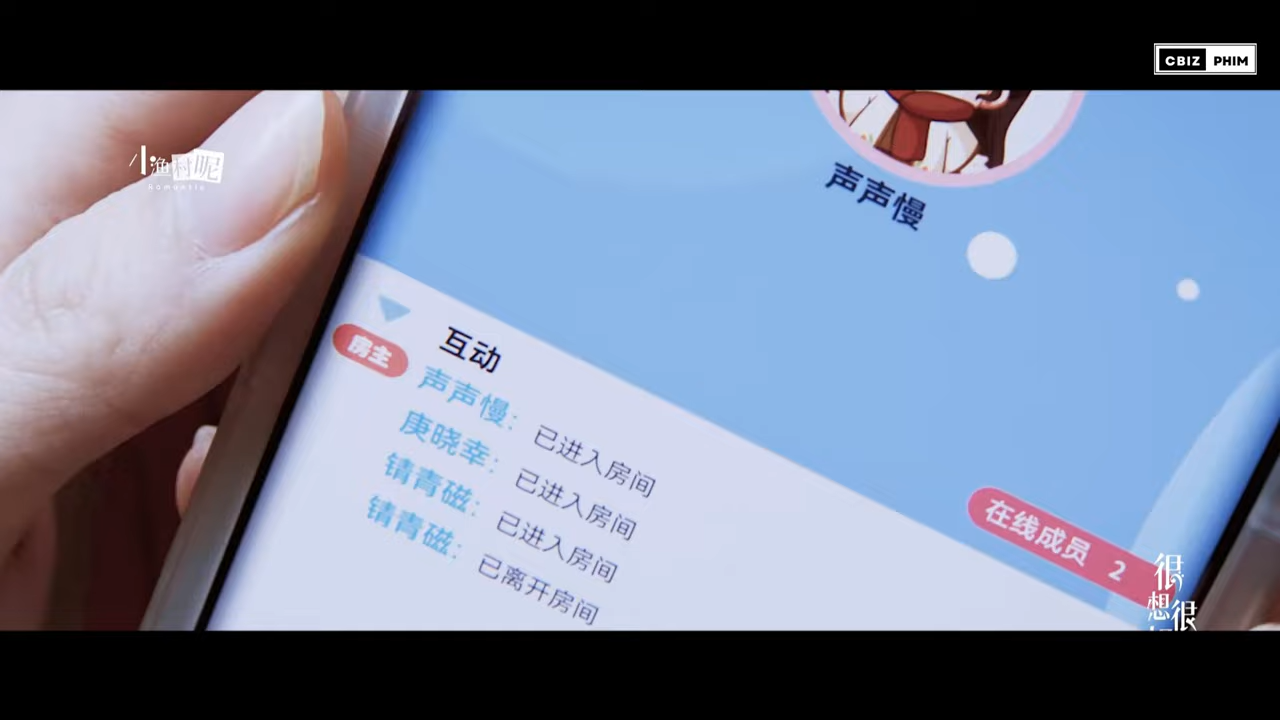 CBIZ PHIM
小渔村呢
Romantic
声声慢
互动
房主
声声慢: 已进入房间
庚晓幸: 已进入房间
锖青磁: 已进入房间
锖青磁: 已离开房间
在线成员 2
很想
很